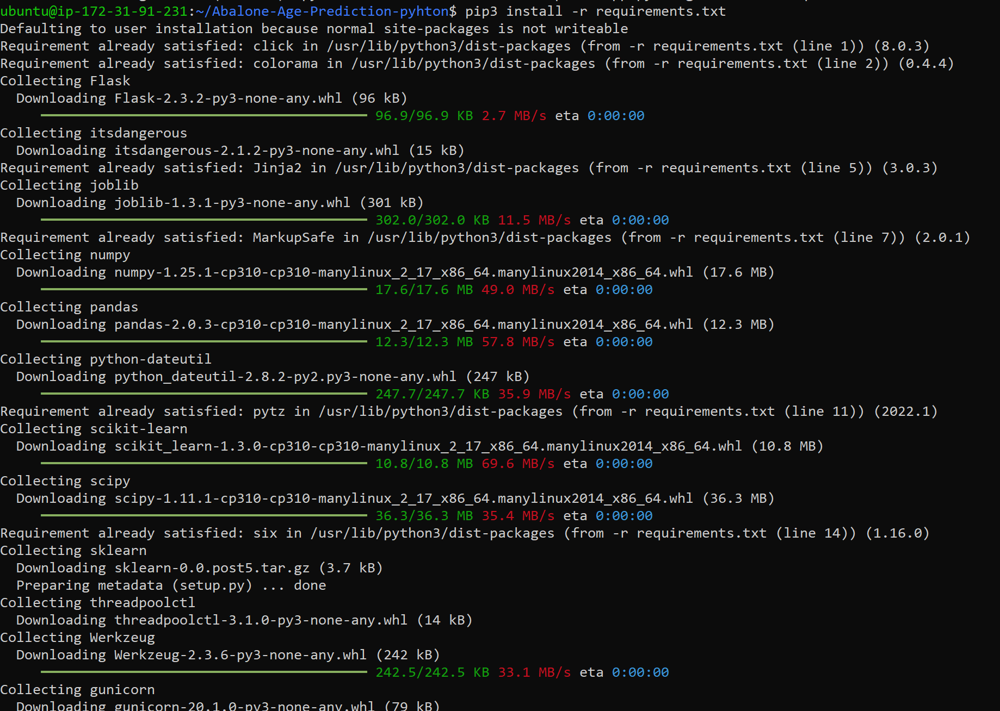 ubuntu@ip-172-31-91-231:~/Abalone-Age-Prediction-pyhton$ pip3 install -r requirements.txt
Defaulting to user installation because normal site-packages is not writeable
Requirement already satisfied: click in /usr/lib/python3/dist-packages (from -r requirements.txt (line 1)) (8.0.3)
Requirement already satisfied: colorama in /usr/lib/python3/dist-packages (from -r requirements.txt (line 2)) (0.4.4)
Collecting Flask
  Downloading Flask-2.3.2-py3-none-any.whl (96 kB)
96.9/96.9 KB 2.7 MB/s eta 0:00:00
Collecting itsdangerous
  Downloading itsdangerous-2.1.2-py3-none-any.whl (15 kB)
Requirement already satisfied: Jinja2 in /usr/lib/python3/dist-packages (from -r requirements.txt (line 5)) (3.0.3)
Collecting joblib
  Downloading joblib-1.3.1-py3-none-any.whl (301 kB)
302.0/302.0 KB 11.5 MB/s eta 0:00:00
Requirement already satisfied: MarkupSafe in /usr/lib/python3/dist-packages (from -r requirements.txt (line 7)) (2.0.1)
Collecting numpy
  Downloading numpy-1.25.1-cp310-cp310-manylinux_2_17_x86_64.manylinux2014_x86_64.whl (17.6 MB)
17.6/17.6 MB 49.0 MB/s eta 0:00:00
Collecting pandas
  Downloading pandas-2.0.3-cp310-cp310-manylinux_2_17_x86_64.manylinux2014_x86_64.whl (12.3 MB)
12.3/12.3 MB 57.8 MB/s eta 0:00:00
Collecting python-dateutil
  Downloading python_dateutil-2.8.2-py2.py3-none-any.whl (247 kB)
247.7/247.7 KB 35.9 MB/s eta 0:00:00
Requirement already satisfied: pytz in /usr/lib/python3/dist-packages (from -r requirements.txt (line 11)) (2022.1)
Collecting scikit-learn
  Downloading scikit_learn-1.3.0-cp310-cp310-manylinux_2_17_x86_64.manylinux2014_x86_64.whl (10.8 MB)
10.8/10.8 MB 69.6 MB/s eta 0:00:00
Collecting scipy
  Downloading scipy-1.11.1-cp310-cp310-manylinux_2_17_x86_64.manylinux2014_x86_64.whl (36.3 MB)
36.3/36.3 MB 35.4 MB/s eta 0:00:00
Requirement already satisfied: six in /usr/lib/python3/dist-packages (from -r requirements.txt (line 14)) (1.16.0)
Collecting sklearn
  Downloading sklearn-0.0.post5.tar.gz (3.7 kB)
  Preparing metadata (setup.py) ... done
Collecting threadpoolctl
  Downloading threadpoolctl-3.1.0-py3-none-any.whl (14 kB)
Collecting Werkzeug
  Downloading Werkzeug-2.3.6-py3-none-any.whl (242 kB)
242.5/242.5 KB 33.1 MB/s eta 0:00:00
Collecting gunicorn
  Downloading gunicorn-20.1.0-py3-none-any.whl (79 kB)